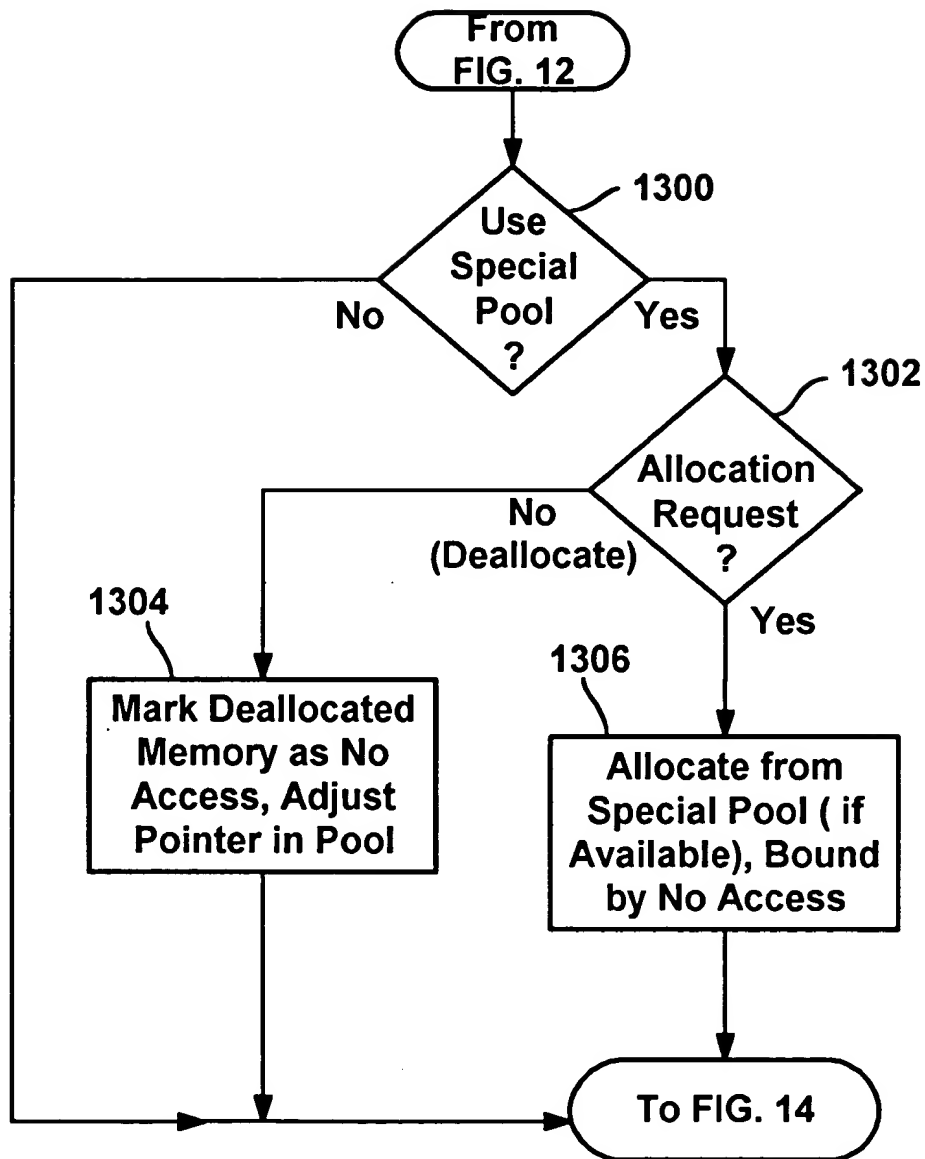 From
FIG. 12
1300
Use
Special
Pool
?
No
Yes
1302
Allocation
Request
?
No
(Deallocate)
Yes
1304
Mark Deallocated
Memory as No
Access, Adjust
Pointer in Pool
1306
Allocate from
Special Pool ( if
Available), Bound
by No Access
To FIG. 14